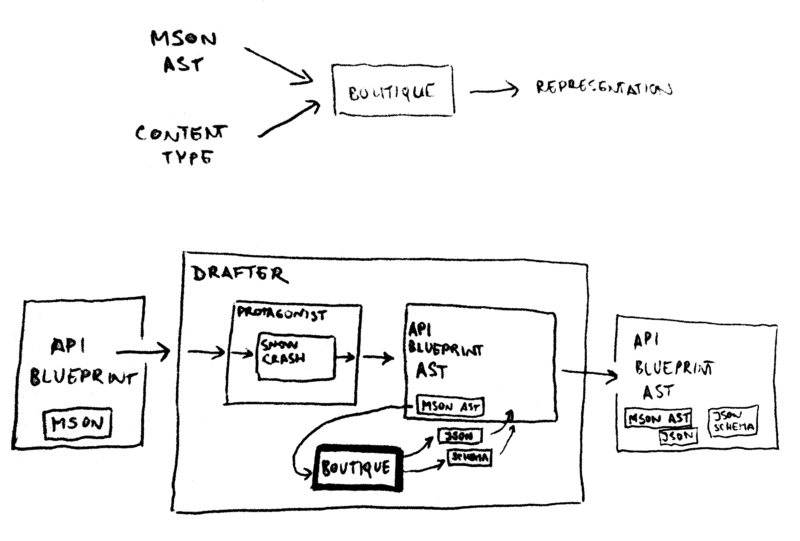 MSON
AST
BOUTIQUE
REPRESENTATION
CONTENT
TYPE
DRAFTER
API
BLUEPRINT
MSON
PROTAGONIST
SNOW
CRASH
API
BLUEPRINT
AST
MSON AST
JSON
SCHEMA
BOUTIQUE
API
BLUEPRINT
AST
MSON AST
JSON
JSON
SCHEMA